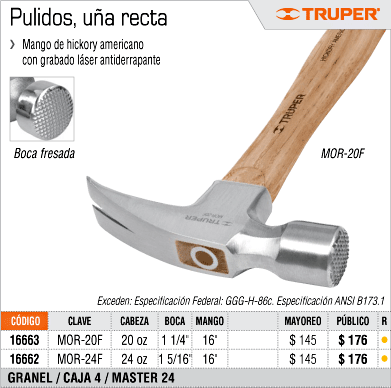 Pulidos, uña recta
TRUPER®
Mango de hickory americano
con grabado láser antiderrapante
TRUPER
Boca fresada
MOR-20F
TRUPER
Exceden: Especificación Federal: GGG-H-86c. Especificación ANSI B173.1
CÓDIGO CLAVE CABEZA BOCA MANGO MAYOREO PÚBLICO R
16663 MOR-20F 20 oz 1 1/4" 16" $ 145 $ 176
16662 MOR-24F 24 oz 1 5/16" 16" $ 145 $ 176
GRANEL / CAJA 4 / MASTER 24